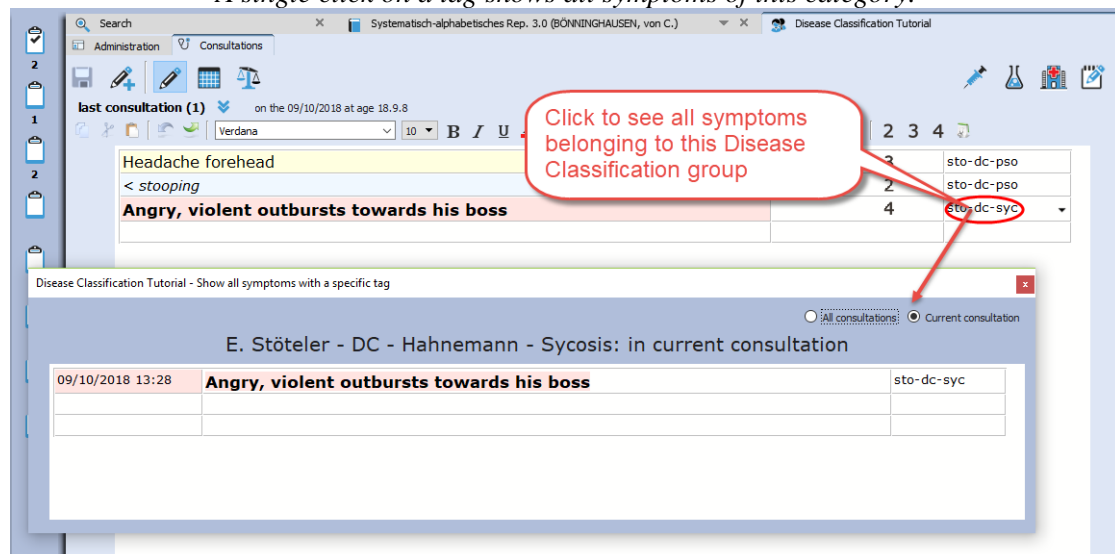 A single click on a tag shows all symptoms of this category.
Search X Systematisch-alphabetisches Rep. 3.0 (BÖNNINGHAUSEN, von C.) X Disease Classification Tutorial
Administration Consultations
2
last consultation (1) on the 09/10/2018 at age 18.9.8
1
Verdana 10 B I U 2 3 4
Click to see all symptoms
belonging to this Disease
Classification group
Headache forehead 3 sto-dc-pso
2
< stooping 2 sto-dc-pso
Angry, violent outbursts towards his boss 4 sto-dc-syc
Disease Classification Tutorial - Show all symptoms with a specific tag x
All consultations Current consultation
E. Stöteler - DC - Hahnemann - Sycosis: in current consultation
09/10/2018 13:28 Angry, violent outbursts towards his boss sto-dc-syc